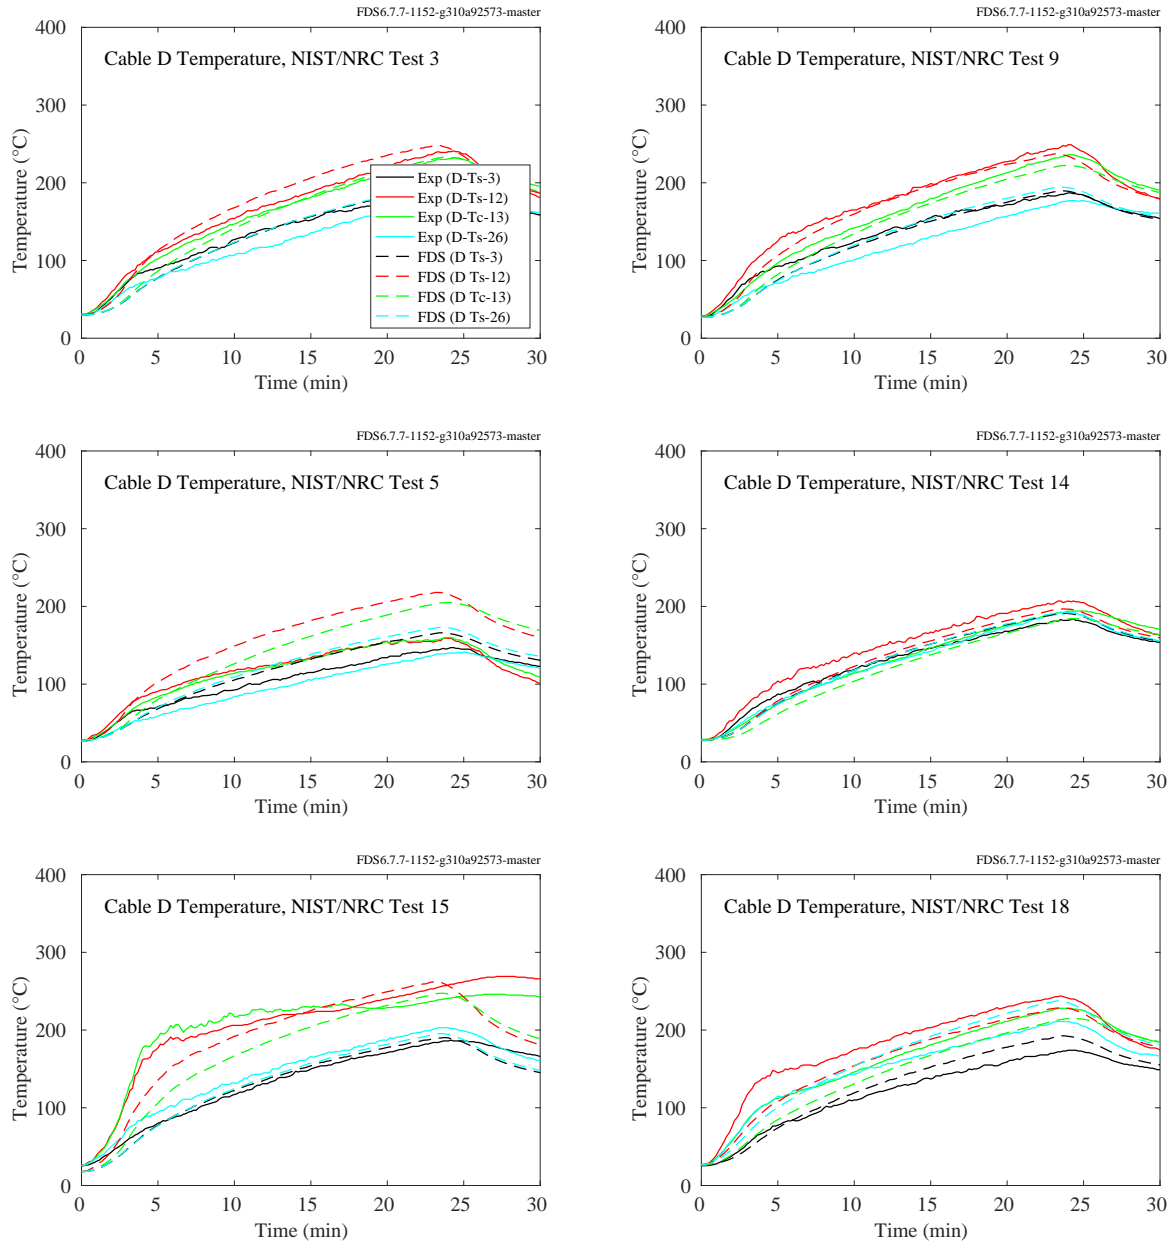 FDS6.7.7-1152-g310a92573-master
Cable D Temperature, NIST/NRC Test 3
Temperature (°C)
400
300
200
100
0
Exp (D-Ts-3)
Exp (D-Ts-12)
Exp (D-Tc-13)
Exp (D-Ts-26)
FDS (D Ts-3)
FDS (D Ts-12)
FDS (D Tc-13)
FDS (D Ts-26)
0 5 10 15 20 25 30
Time (min)
FDS6.7.7-1152-g310a92573-master
Cable D Temperature, NIST/NRC Test 9
Temperature (°C)
400
300
200
100
0
0 5 10 15 20 25 30
Time (min)
FDS6.7.7-1152-g310a92573-master
Cable D Temperature, NIST/NRC Test 5
Temperature (°C)
400
300
200
100
0
0 5 10 15 20 25 30
Time (min)
FDS6.7.7-1152-g310a92573-master
Cable D Temperature, NIST/NRC Test 14
Temperature (°C)
400
300
200
100
0
0 5 10 15 20 25 30
Time (min)
FDS6.7.7-1152-g310a92573-master
Cable D Temperature, NIST/NRC Test 15
Temperature (°C)
400
300
200
100
0
0 5 10 15 20 25 30
Time (min)
FDS6.7.7-1152-g310a92573-master
Cable D Temperature, NIST/NRC Test 18
Temperature (°C)
400
300
200
100
0
0 5 10 15 20 25 30
Time (min)